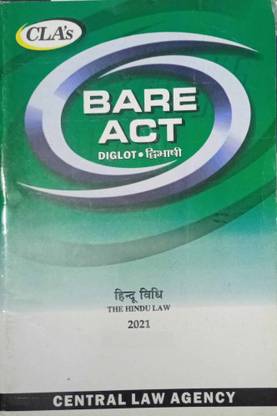 CLA's
BARE
ACT
DIGLOT • द्विभाषी
हिन्दू विधि
THE HINDU LAW
2021
CENTRAL LAW AGENCY